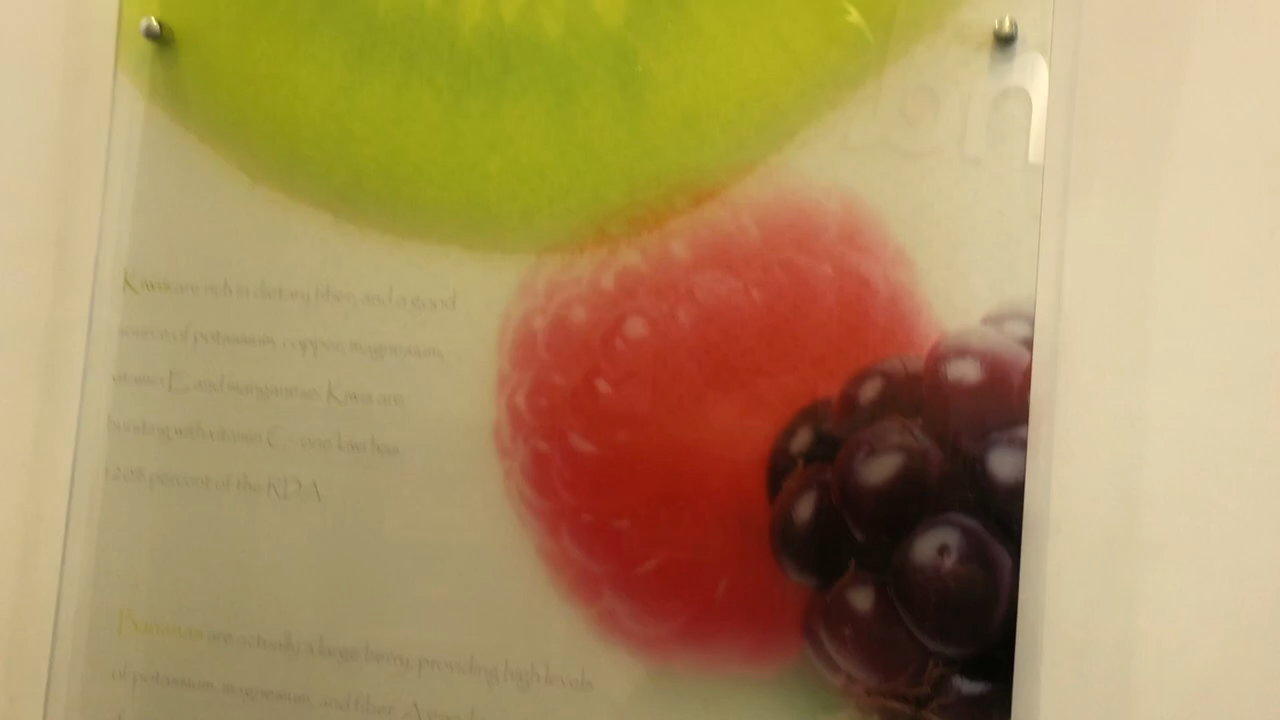 Kiwis are rich in dietary fiber, and a good
source of potassium, copper, magnesium,
vitamin E and manganese. Kiwis are
bursting with vitamin C - one kiwi has
120% percent of the RDA
Bananas are actually a large berry, providing high levels
of potassium, magnesium, and fiber. A